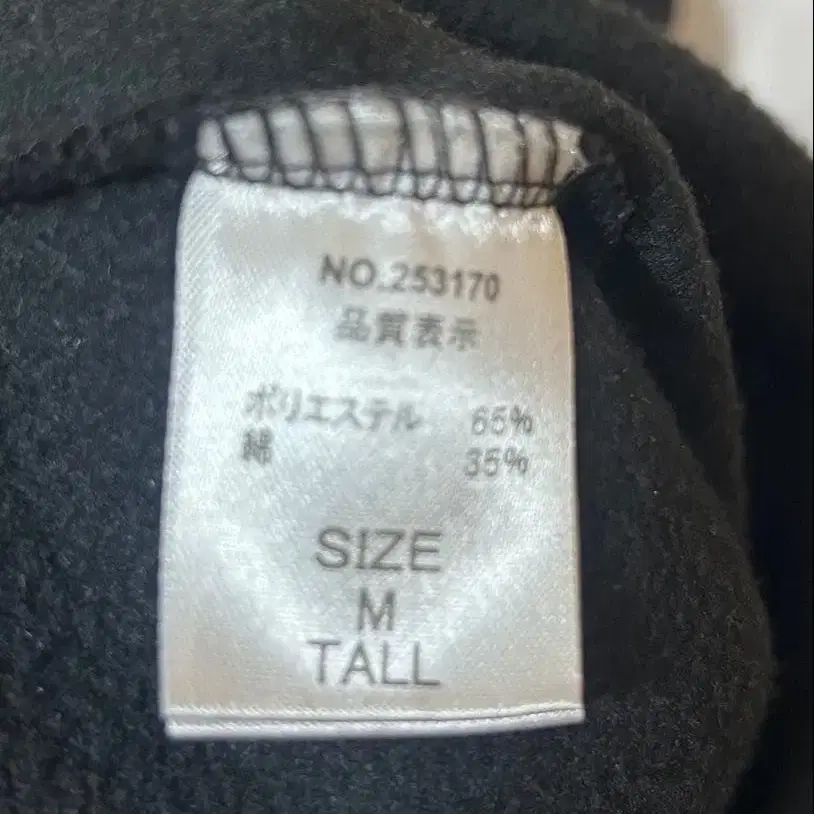 NO.253170
品質表示
ポリエステル 65%
綿 35%
SIZE
M
TALL